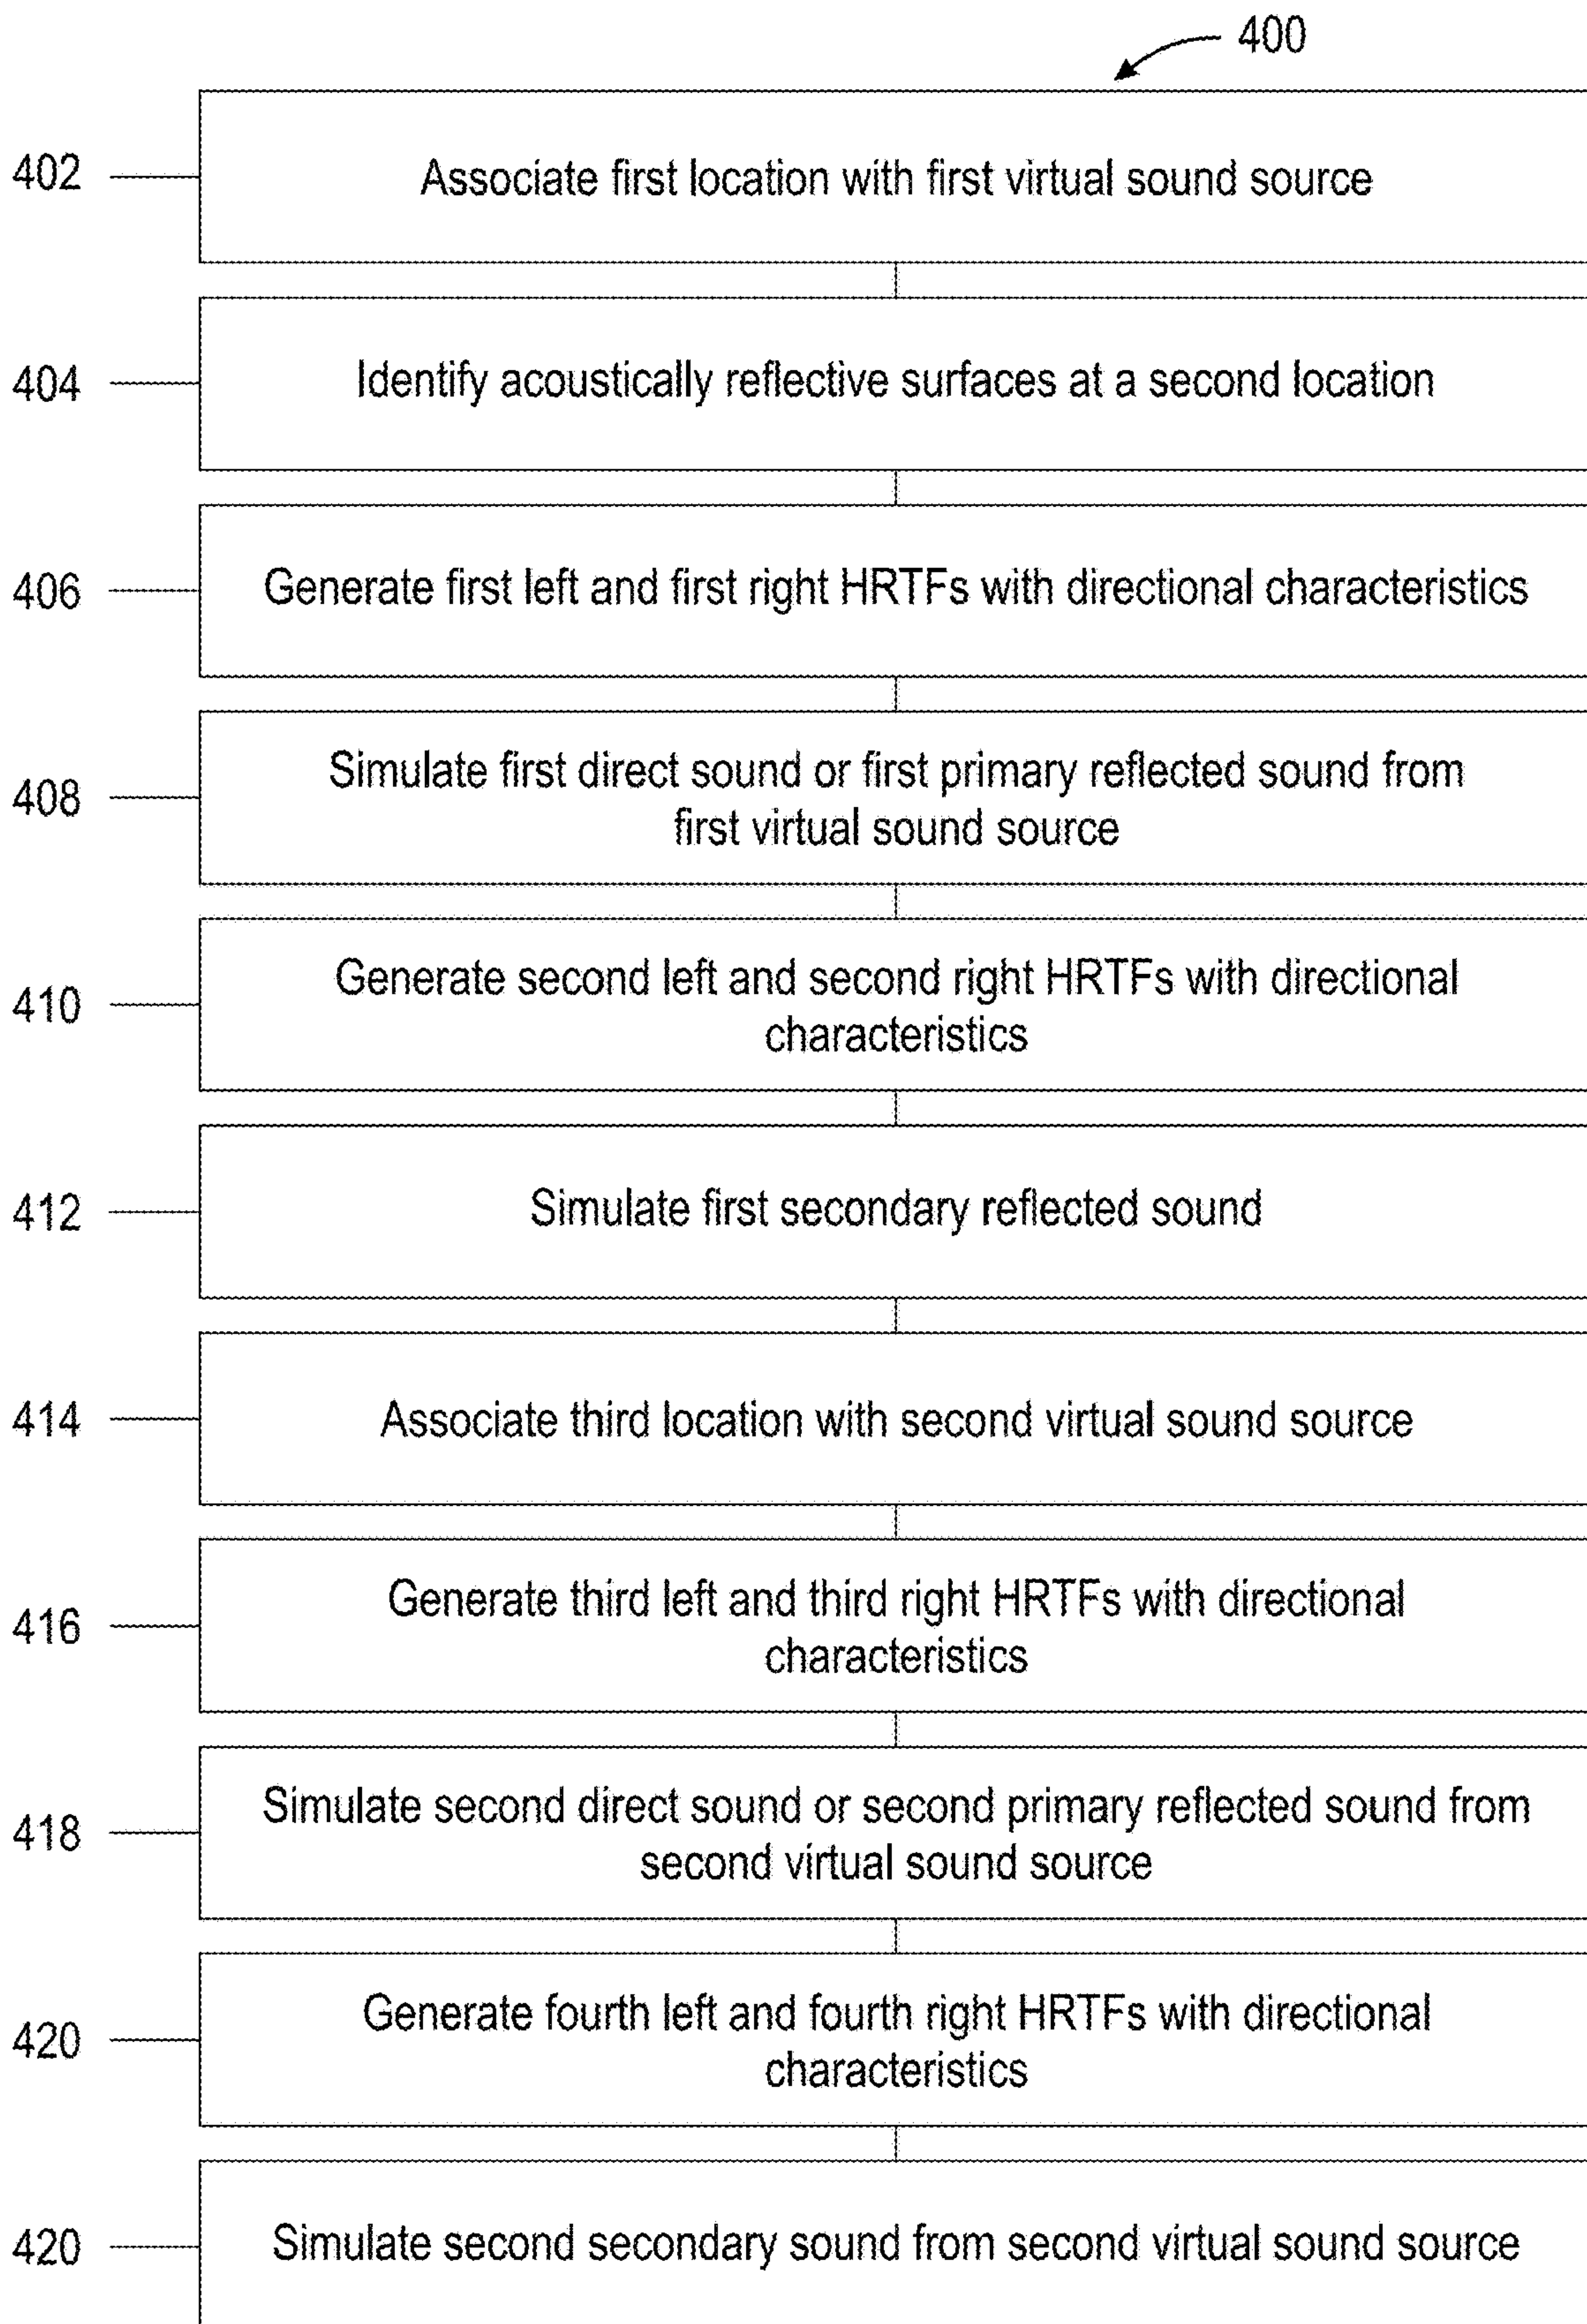 400
402
Associate first location with first virtual sound source
404
Identify acoustically reflective surfaces at a second location
406
Generate first left and first right HRTFs with directional characteristics
408
Simulate first direct sound or first primary reflected sound from
first virtual sound source
410
Generate second left and second right HRTFs with directional
characteristics
412
Simulate first secondary reflected sound
414
Associate third location with second virtual sound source
416
Generate third left and third right HRTFs with directional
characteristics
418
Simulate second direct sound or second primary reflected sound from
second virtual sound source
420
Generate fourth left and fourth right HRTFs with directional
characteristics
420
Simulate second secondary sound from second virtual sound source